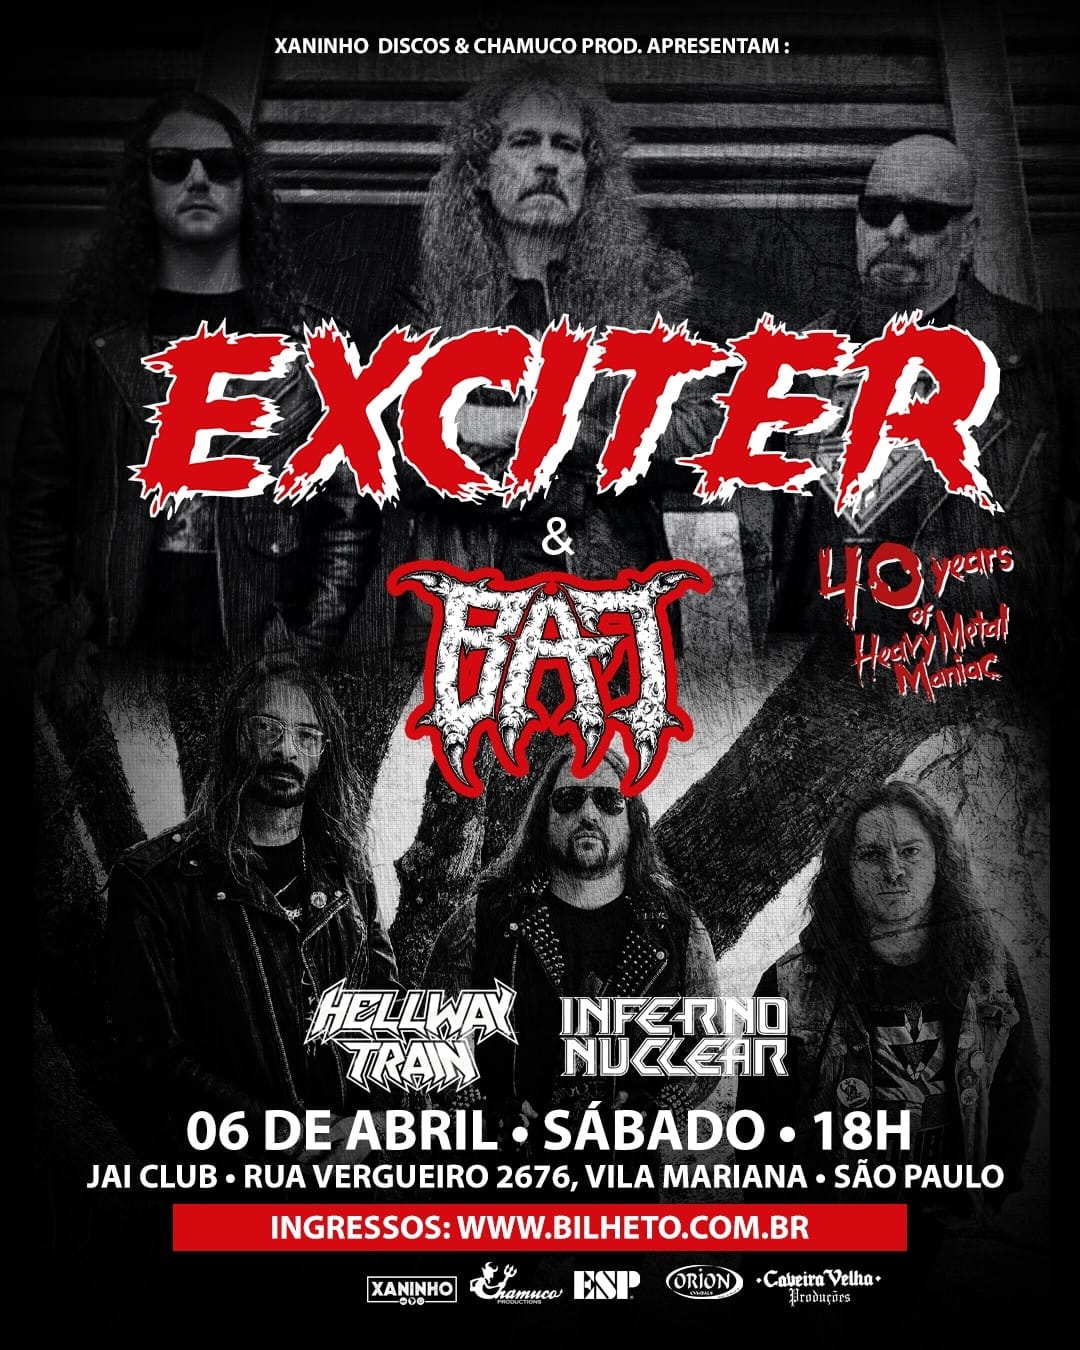 XANINHO DISCOS & CHAMUCO PROD. APRESENTAM :
EXCITER
&
BAT
40 years
of
Heavy Metal
Maniac
HELLWAY
TRAIN
INFERNO
NUCLEAR
06 DE ABRIL • SÁBADO • 18H
JAI CLUB • RUA VERGUEIRO 2676, VILA MARIANA • SÃO PAULO
INGRESSOS: WWW.BILHETO.COM.BR
XANINHO
Chamuco
PRODUCTIONS
ESP
ORION
CYMBALS
•Caveira Velha•
Produções